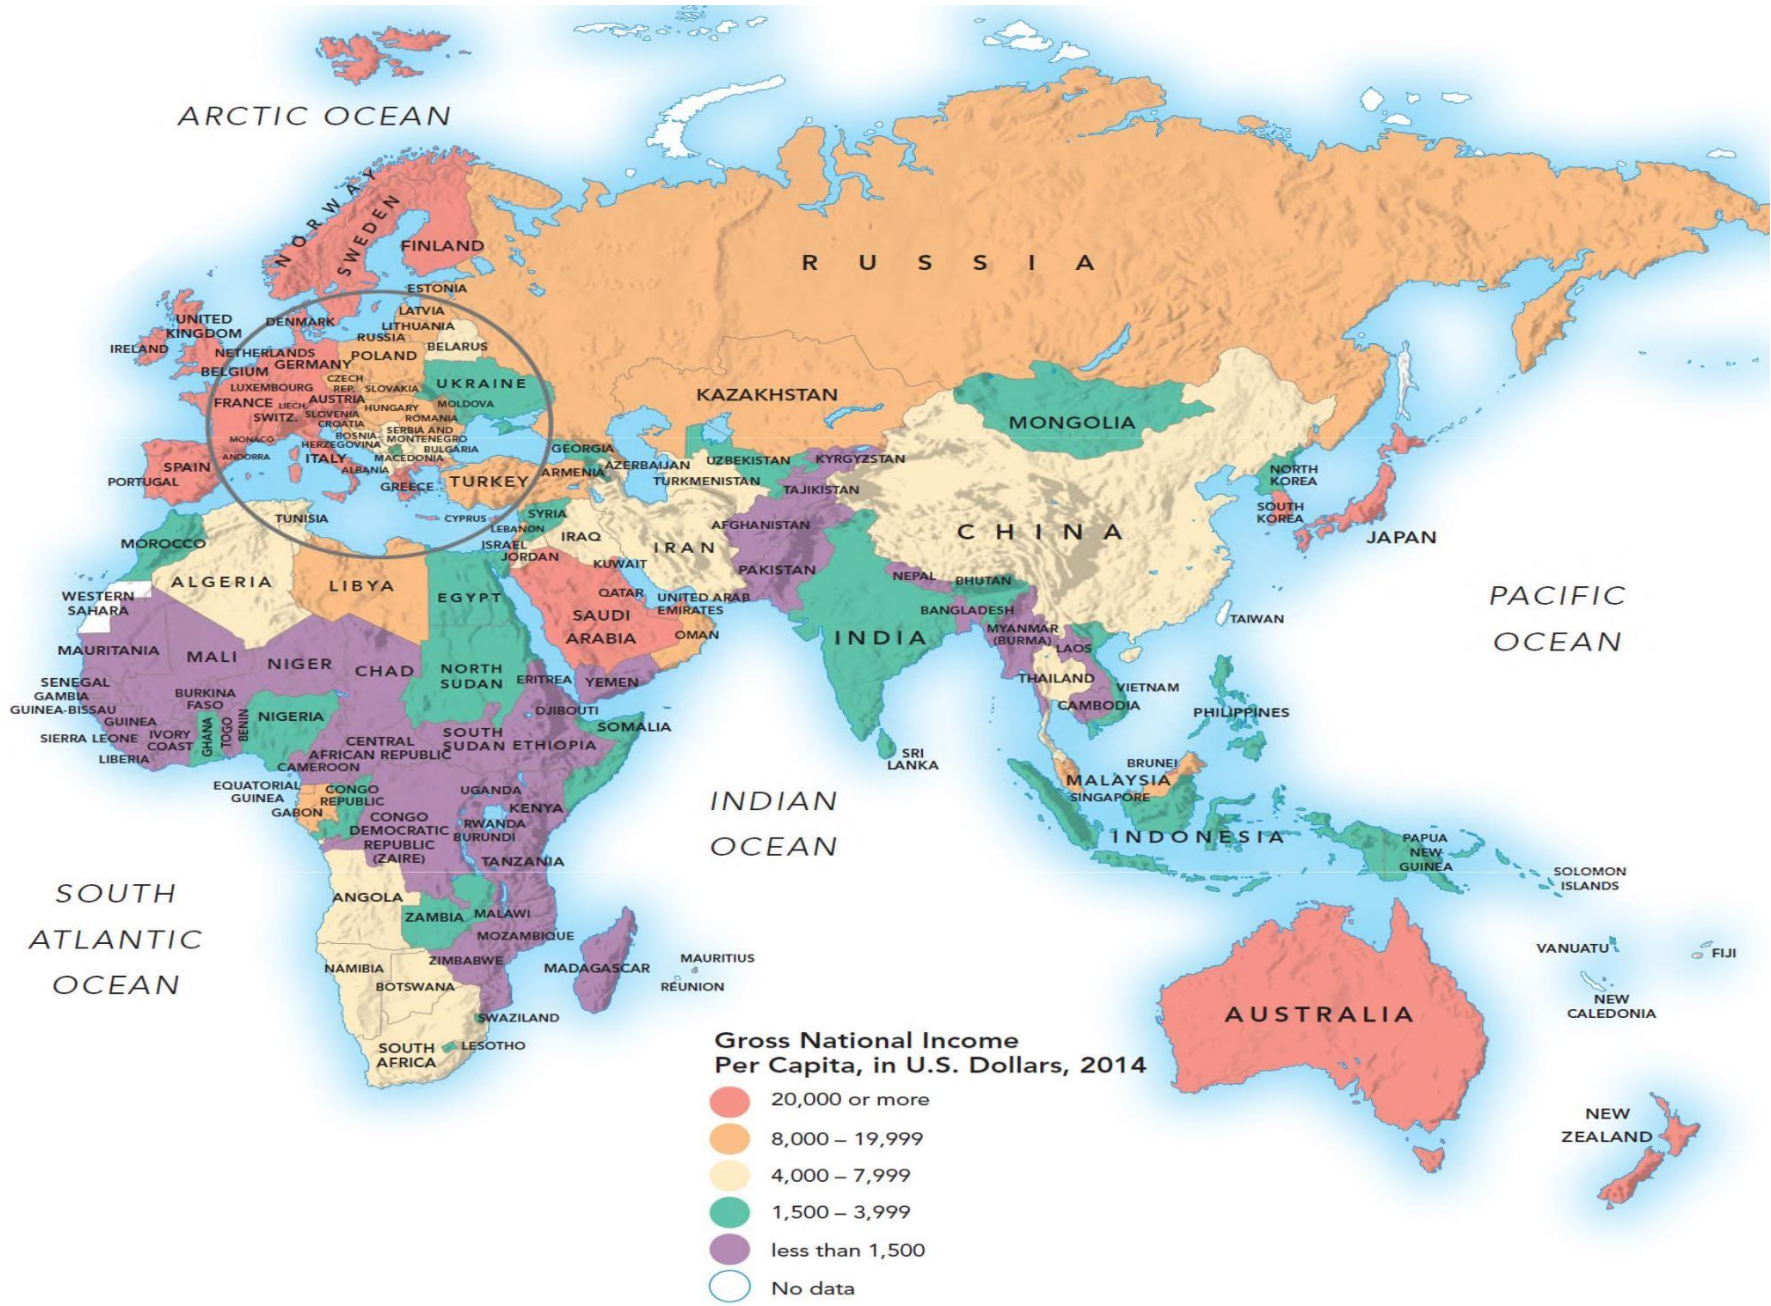 ARCTIC OCEAN
NORWAY
SWEDEN
FINLAND
RUSSIA
ESTONIA
LATVIA
LITHUANIA
RUSSIA
BELARUS
UNITED
KINGDOM
IRELAND
DENMARK
NETHERLANDS
BELGIUM
GERMANY
POLAND
LUXEMBOURG
CZECH
REP.
SLOVAKIA
UKRAINE
FRANCE
LIECH.
AUSTRIA
SWITZ.
SLOVENIA
HUNGARY
MOLDOVA
CROATIA
ROMANIA
MONACO
BOSNIA
HERZEGOVINA
SERBIA AND
MONTENEGRO
BULGARIA
ANDORRA
ITALY
MACEDONIA
ALBANIA
SPAIN
PORTUGAL
GREECE
TURKEY
CYPRUS
KAZAKHSTAN
MONGOLIA
GEORGIA
ARMENIA
AZERBAIJAN
UZBEKISTAN
TURKMENISTAN
KYRGYZSTAN
TAJIKISTAN
NORTH
KOREA
SOUTH
KOREA
JAPAN
CHINA
TUNISIA
MOROCCO
ALGERIA
LIBYA
EGYPT
SYRIA
LEBANON
ISRAEL
JORDAN
IRAQ
IRAN
KUWAIT
AFGHANISTAN
PAKISTAN
NEPAL
BHUTAN
BANGLADESH
INDIA
MYANMAR
(BURMA)
LAOS
THAILAND
VIETNAM
CAMBODIA
TAIWAN
PHILIPPINES
PACIFIC
OCEAN
QATAR
UNITED ARAB
EMIRATES
SAUDI
ARABIA
OMAN
YEMEN
WESTERN
SAHARA
MAURITANIA
MALI
NIGER
CHAD
NORTH
SUDAN
ERITREA
DJIBOUTI
SENEGAL
GAMBIA
GUINEA-BISSAU
GUINEA
SIERRA LEONE
LIBERIA
IVORY
COAST
BURKINA
FASO
GHANA
TOGO
BENIN
NIGERIA
CENTRAL
AFRICAN REPUBLIC
CAMEROON
SOUTH
SUDAN
ETHIOPIA
SOMALIA
EQUATORIAL
GUINEA
GABON
CONGO
REPUBLIC
CONGO
DEMOCRATIC
REPUBLIC
(ZAIRE)
UGANDA
KENYA
RWANDA
BURUNDI
TANZANIA
ANGOLA
ZAMBIA
MALAWI
MOZAMBIQUE
ZIMBABWE
NAMIBIA
BOTSWANA
MADAGASCAR
MAURITIUS
RÉUNION
SWAZILAND
LESOTHO
SOUTH
AFRICA
SOUTH
ATLANTIC
OCEAN
INDIAN
OCEAN
SRI
LANKA
BRUNEI
MALAYSIA
SINGAPORE
INDONESIA
PAPUA
NEW
GUINEA
SOLOMON
ISLANDS
VANUATU
FIJI
NEW
CALEDONIA
AUSTRALIA
NEW
ZEALAND
Gross National Income
Per Capita, in U.S. Dollars, 2014
20,000 or more
8,000 – 19,999
4,000 – 7,999
1,500 – 3,999
less than 1,500
No data